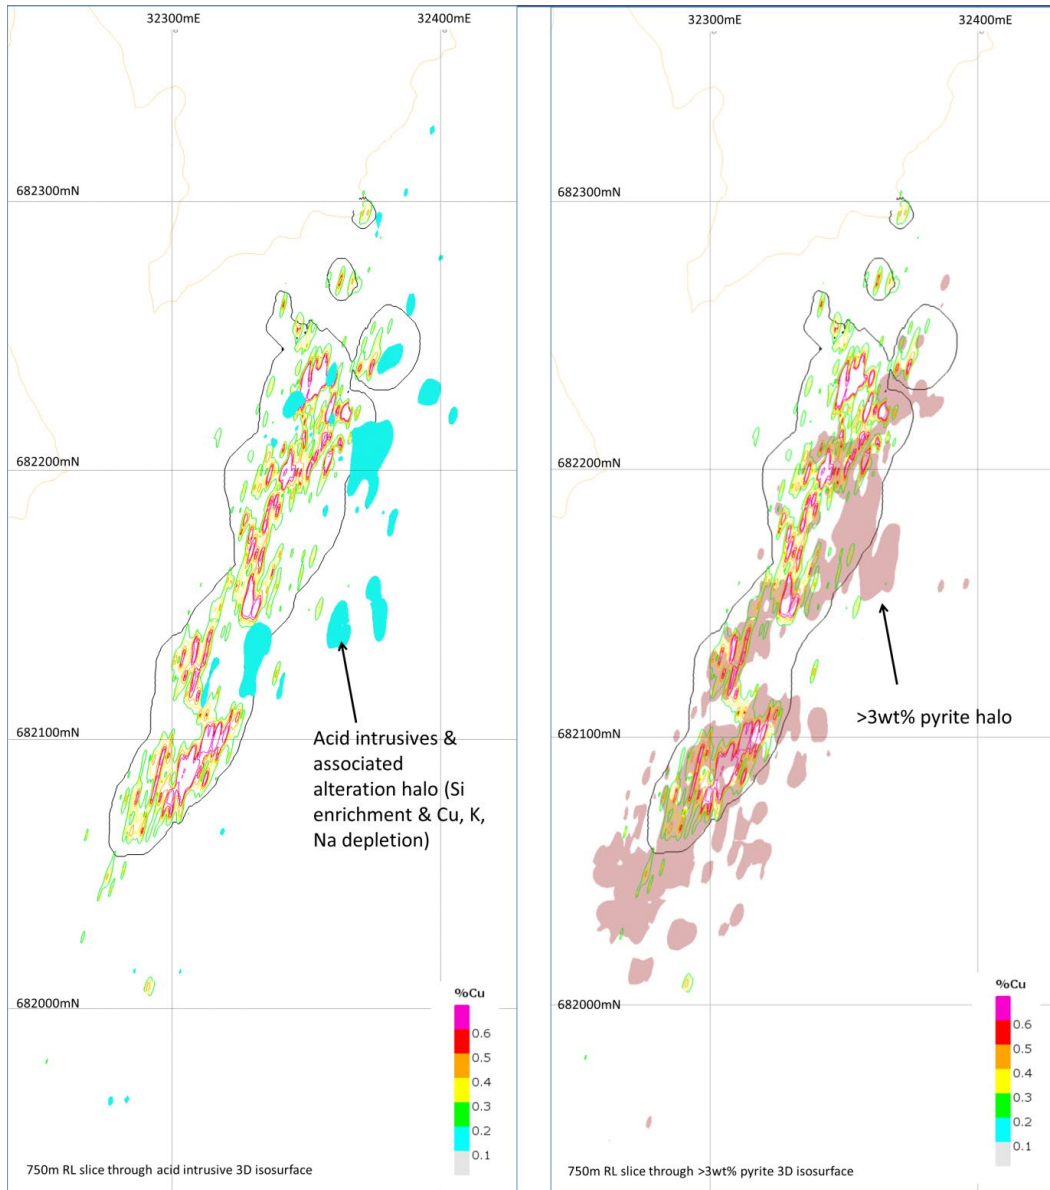 32300mE
32400mE
682300mN
682200mN
682100mN
Acid intrusives &
associated
alteration halo (Si
enrichment & Cu, K,
Na depletion)
682000mN
%Cu
0.6
0.5
0.4
0.3
0.2
0.1
750m RL slice through acid intrusive 3D isosurface
32300mE
32400mE
682300mN
682200mN
>3wt% pyrite halo
682100mN
682000mN
%Cu
0.6
0.5
0.4
0.3
0.2
0.1
750m RL slice through >3wt% pyrite 3D isosurface